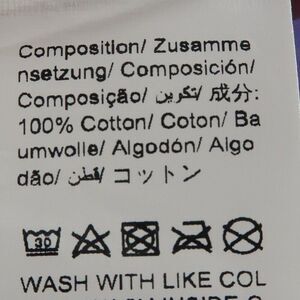 Composition/ Zusamme
nsetzung/ Composición/
Composição/ تكوين/ 成分:
100% Cotton/ Coton/ Ba
umwolle/ Algodón/ Algo
dão/ قطن/ コットン
30
WASH WITH LIKE COL